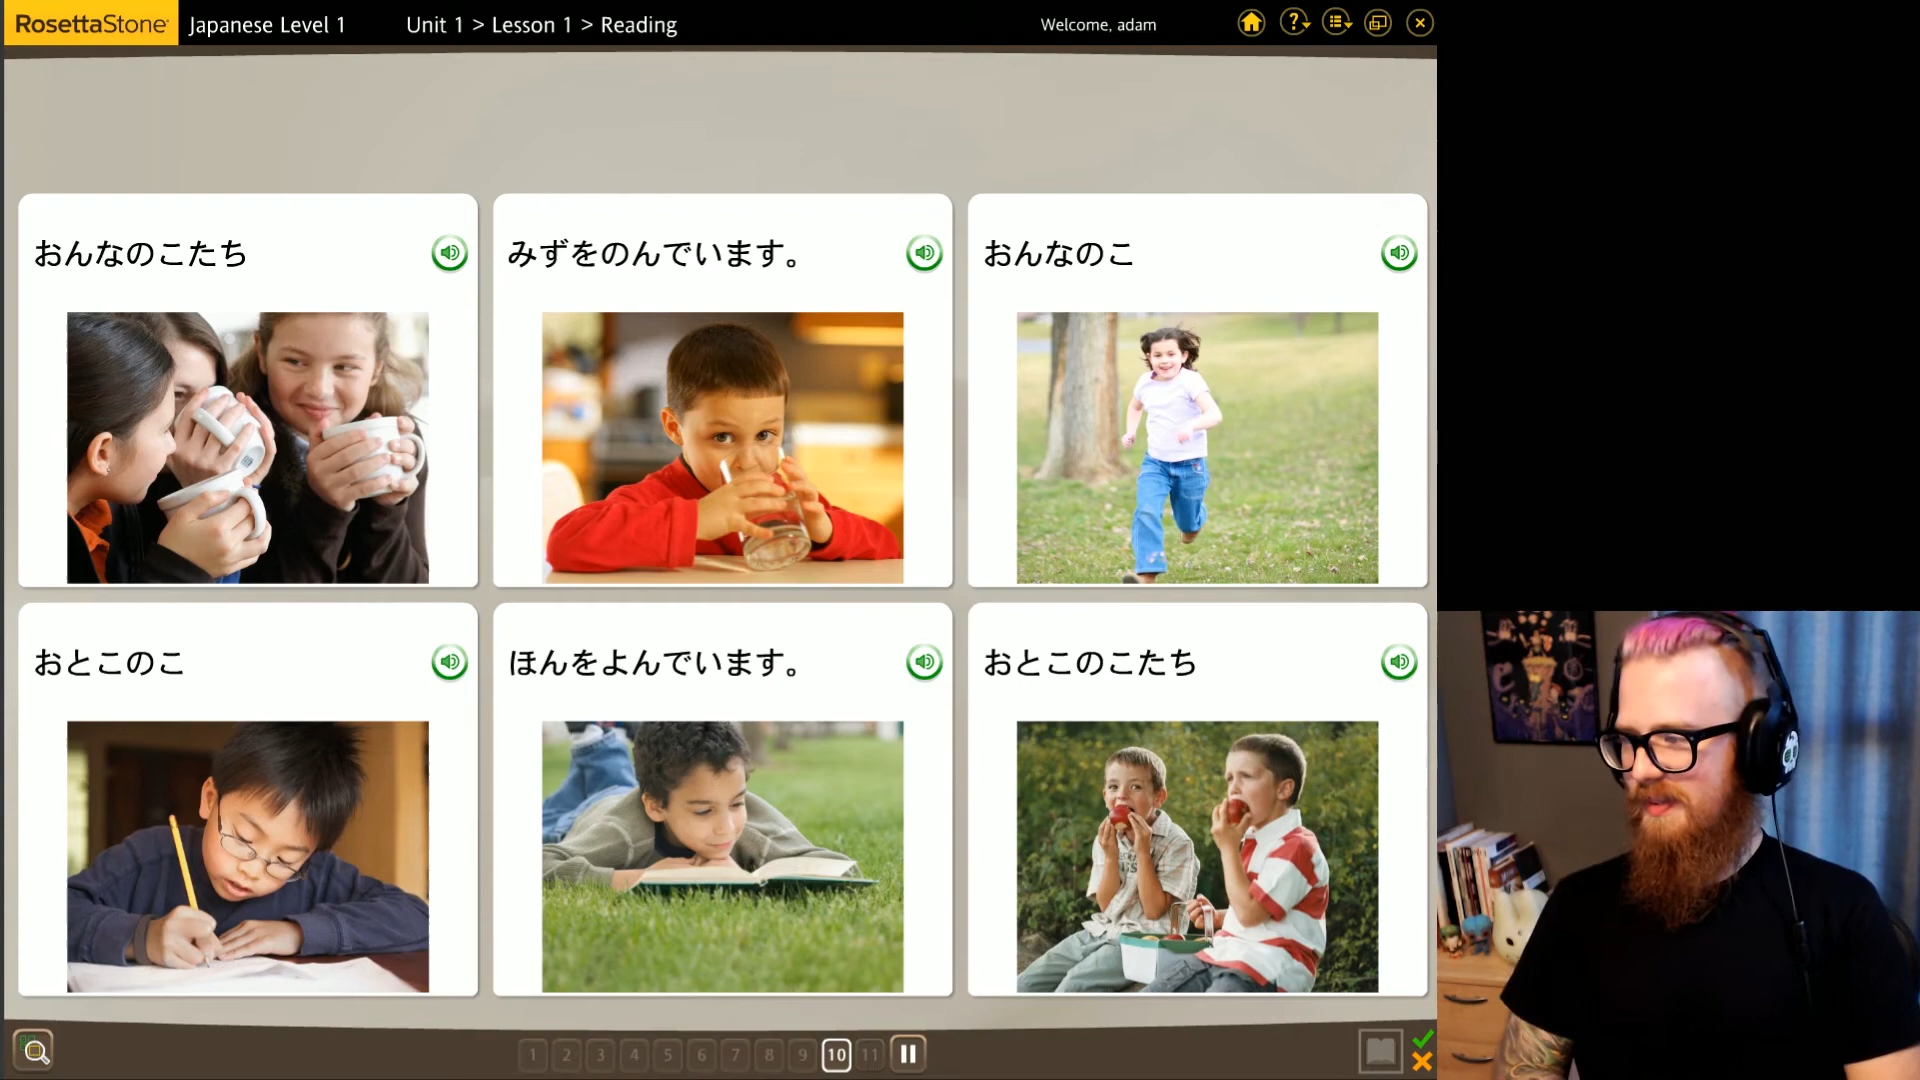 RosettaStone Japanese Level 1 Unit 1 > Lesson 1 > Reading Welcome, adam
おんなのこたち
みずをのんでいます。
おんなのこ
おとこのこ
ほんをよんでいます。
おとこのこたち
1 2 3 4 5 6 7 8 9 10 11